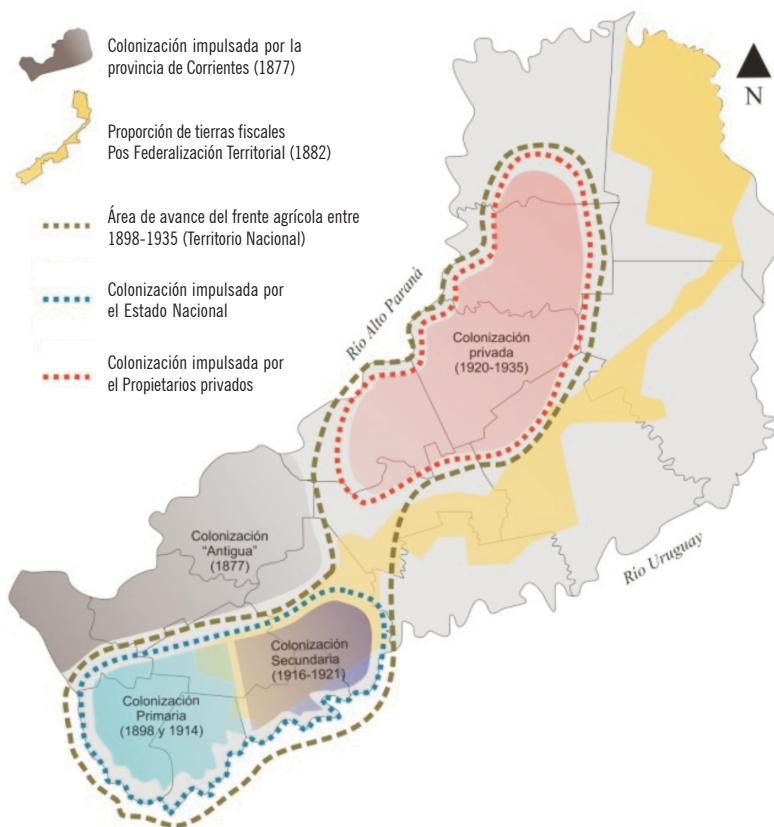 Colonización impulsada por la
provincia de Corrientes (1877)
Proporción de tierras fiscales
Pos Federalización Territorial (1882)
Área de avance del frente agrícola entre
1898-1935 (Territorio Nacional)
Colonización impulsada por
el Estado Nacional
Colonización impulsada por
el Propietarios privados
N
Río Alto Paraná
Colonización
privada
(1920-1935)
Colonización
"Antigua"
(1877)
Río Uruguay
Colonización
Secundaria
(1916-1921)
Colonización
Primaria
(1898 y 1914)